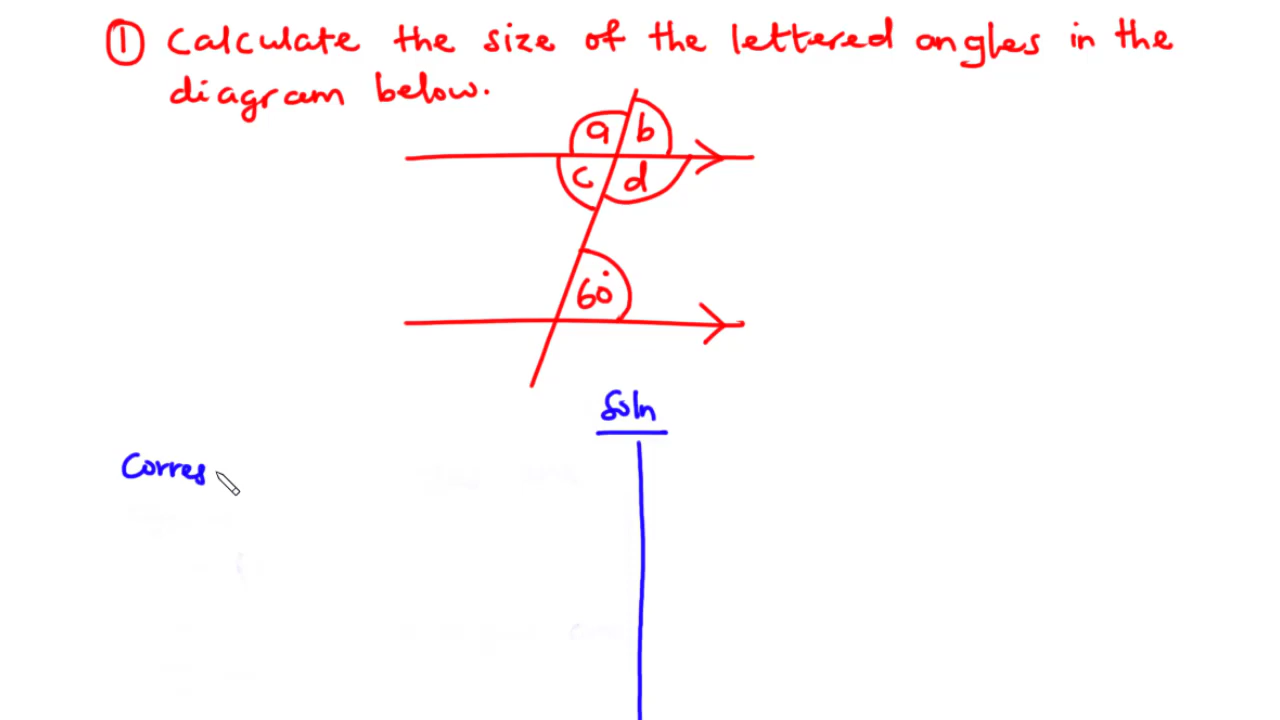 ① Calculate the size of the lettered angles in the
diagram below.
a b
c d
60°
Soln
Corres